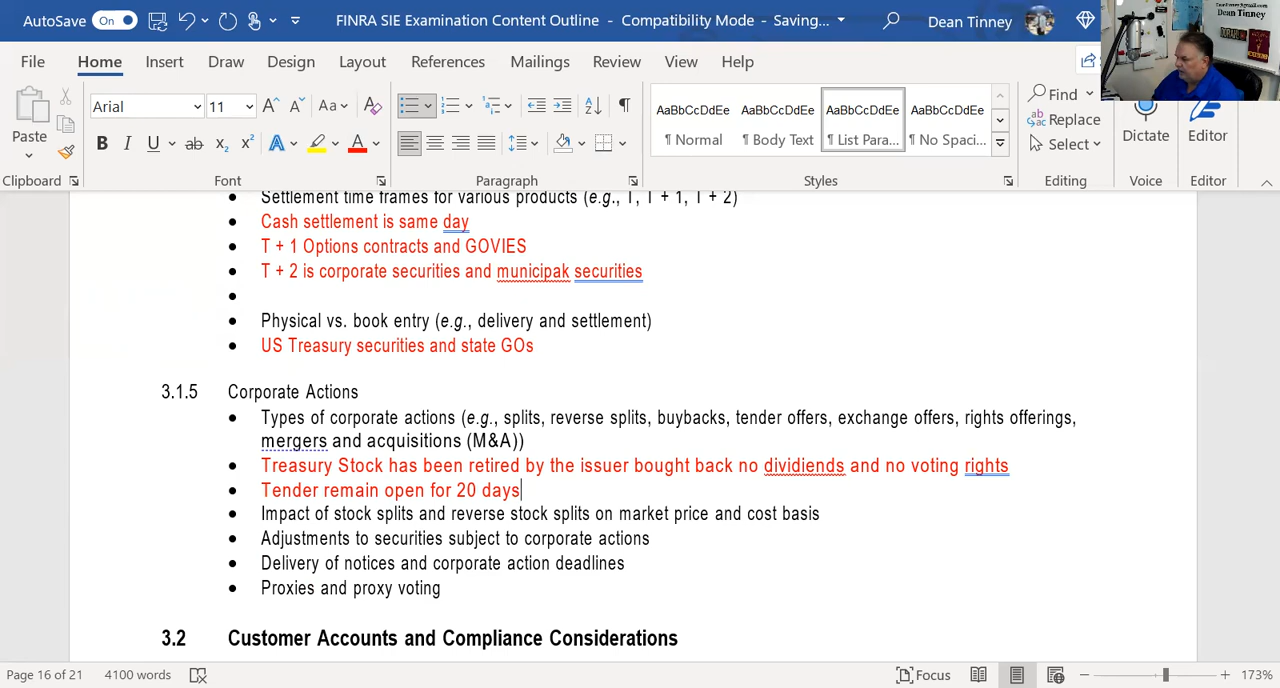 AutoSave On FINRA SIE Examination Content Outline - Compatibility Mode - Saving... Dean Tinney
Dean Tinney
File Home Insert Draw Design Layout References Mailings Review View Help
Arial 11 Aa AaBbCcDdEe AaBbCcDdEe AaBbCcDdEe AaBbCcDdEe Find
Paste Replace
B I U ab x₂ x² A A ¶ Normal ¶ Body Text ¶ List Para... ¶ No Spaci... Select Dictate Editor
Clipboard Font Paragraph Styles Editing Voice Editor
• Settlement time frames for various products (e.g., T, T + 1, T + 2)
• Cash settlement is same day
• T + 1 Options contracts and GOVIES
• T + 2 is corporate securities and municipak securities
•
• Physical vs. book entry (e.g., delivery and settlement)
• US Treasury securities and state GOs
3.1.5 Corporate Actions
• Types of corporate actions (e.g., splits, reverse splits, buybacks, tender offers, exchange offers, rights offerings,
mergers and acquisitions (M&A))
• Treasury Stock has been retired by the issuer bought back no dividiends and no voting rights
• Tender remain open for 20 days
• Impact of stock splits and reverse stock splits on market price and cost basis
• Adjustments to securities subject to corporate actions
• Delivery of notices and corporate action deadlines
• Proxies and proxy voting
3.2 Customer Accounts and Compliance Considerations
Page 16 of 21 4100 words Focus 173%